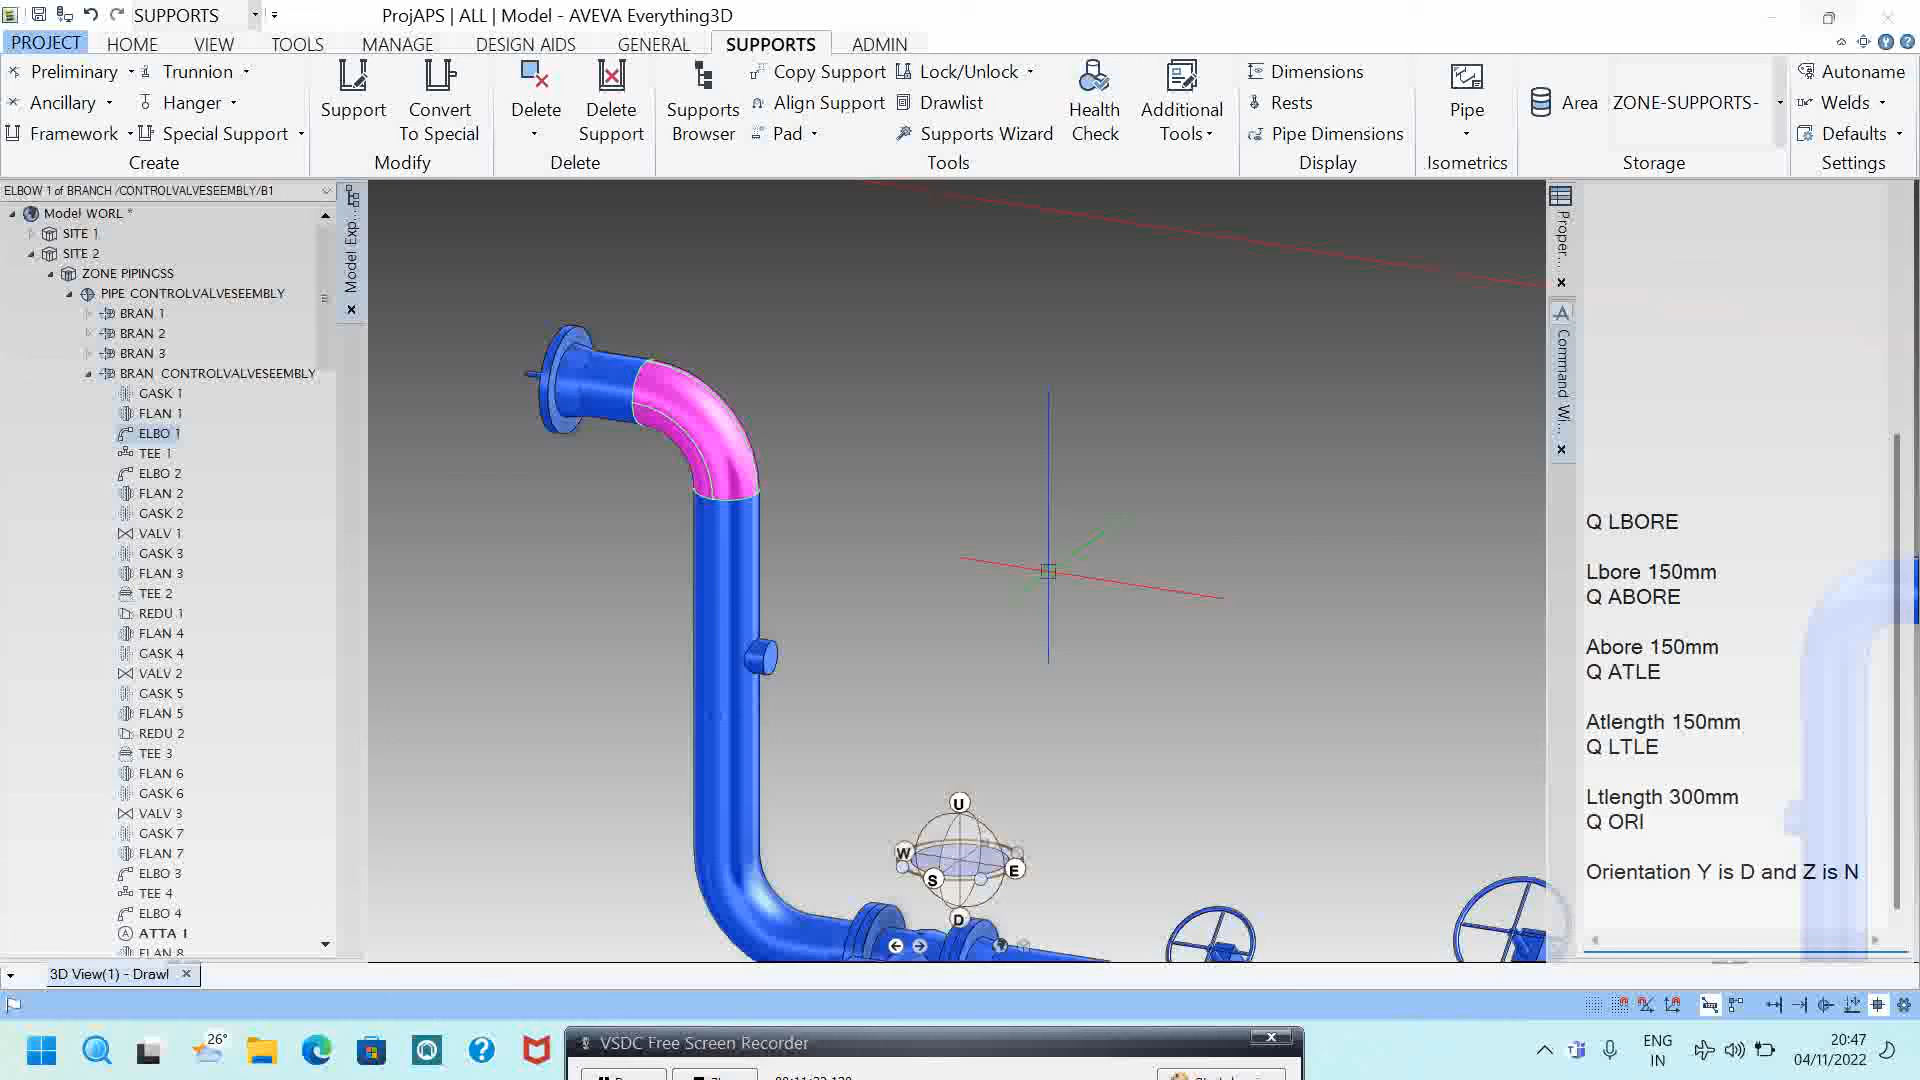 SUPPORTS
ProjAPS | ALL | Model - AVEVA Everything3D
PROJECT HOME VIEW TOOLS MANAGE DESIGN AIDS GENERAL SUPPORTS ADMIN
Preliminary Trunnion
Ancillary Hanger
Framework Special Support
Create
Support
Convert To Special
Modify
Delete
Delete Support
Delete
Supports Browser
Copy Support
Align Support
Pad
Lock/Unlock
Drawlist
Supports Wizard
Health Check
Additional Tools
Tools
Dimensions
Rests
Pipe Dimensions
Display
Pipe
Isometrics
Area ZONE-SUPPORTS-
Storage
Autoname
Welds
Defaults
Settings
ELBOW 1 of BRANCH /CONTROLVALVESEEMBLY/B1
Model WORL *
SITE 1
SITE 2
ZONE PIPINGSS
PIPE CONTROLVALVESEEMBLY
BRAN 1
BRAN 2
BRAN 3
BRAN CONTROLVALVESEEMBLY
GASK 1
FLAN 1
ELBO 1
TEE 1
ELBO 2
FLAN 2
GASK 2
VALV 1
GASK 3
FLAN 3
TEE 2
REDU 1
FLAN 4
GASK 4
VALV 2
GASK 5
FLAN 5
REDU 2
TEE 3
FLAN 6
GASK 6
VALV 3
GASK 7
FLAN 7
ELBO 3
TEE 4
ELBO 4
ATTA 1
FLAN 8
Model Exp...
U
W
E
S
D
Proper...
Command Wi...
Q LBORE
Lbore 150mm
Q ABORE
Abore 150mm
Q ATLE
Atlength 150mm
Q LTLE
Ltlength 300mm
Q ORI
Orientation Y is D and Z is N
3D View(1) - Drawl
26°
VSDC Free Screen Recorder
ENG
IN
20:47
04/11/2022